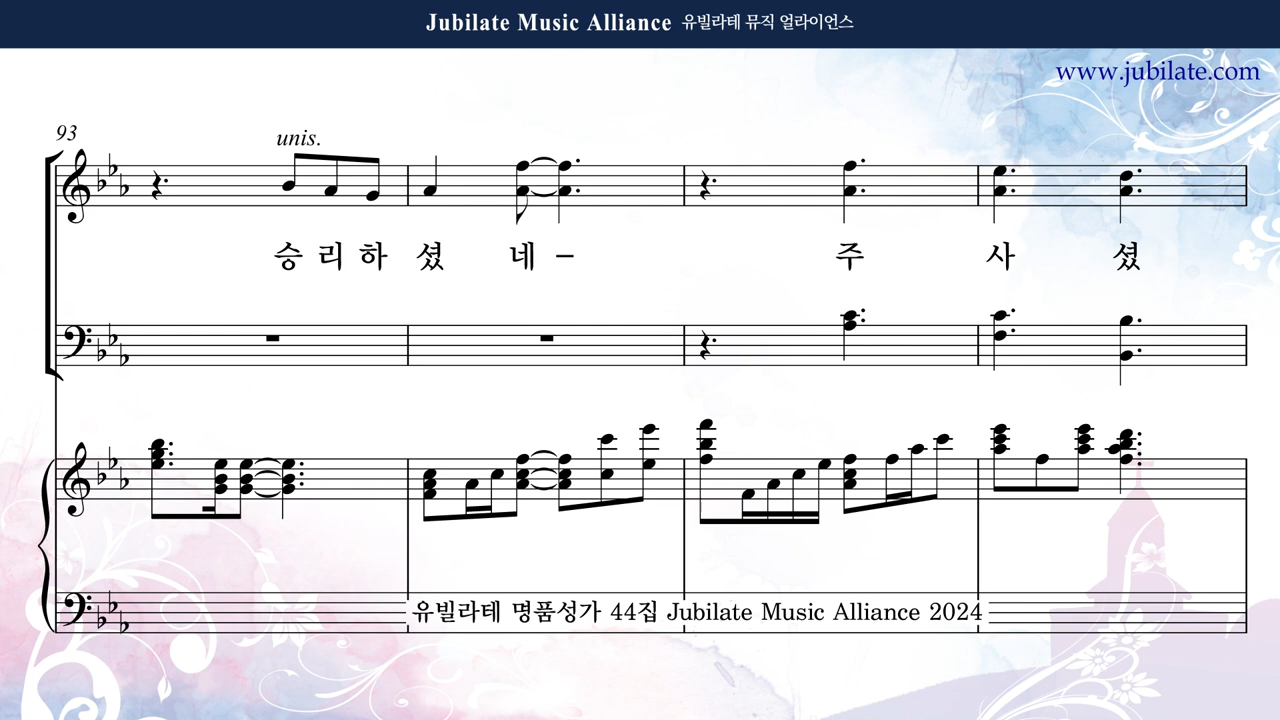 Jubilate Music Alliance 유빌라테 뮤직 얼라이언스
www.jubilate.com
93
unis.
승 리 하 셨 네 – 주 사 셨
유빌라테 명품성가 44집 Jubilate Music Alliance 2024